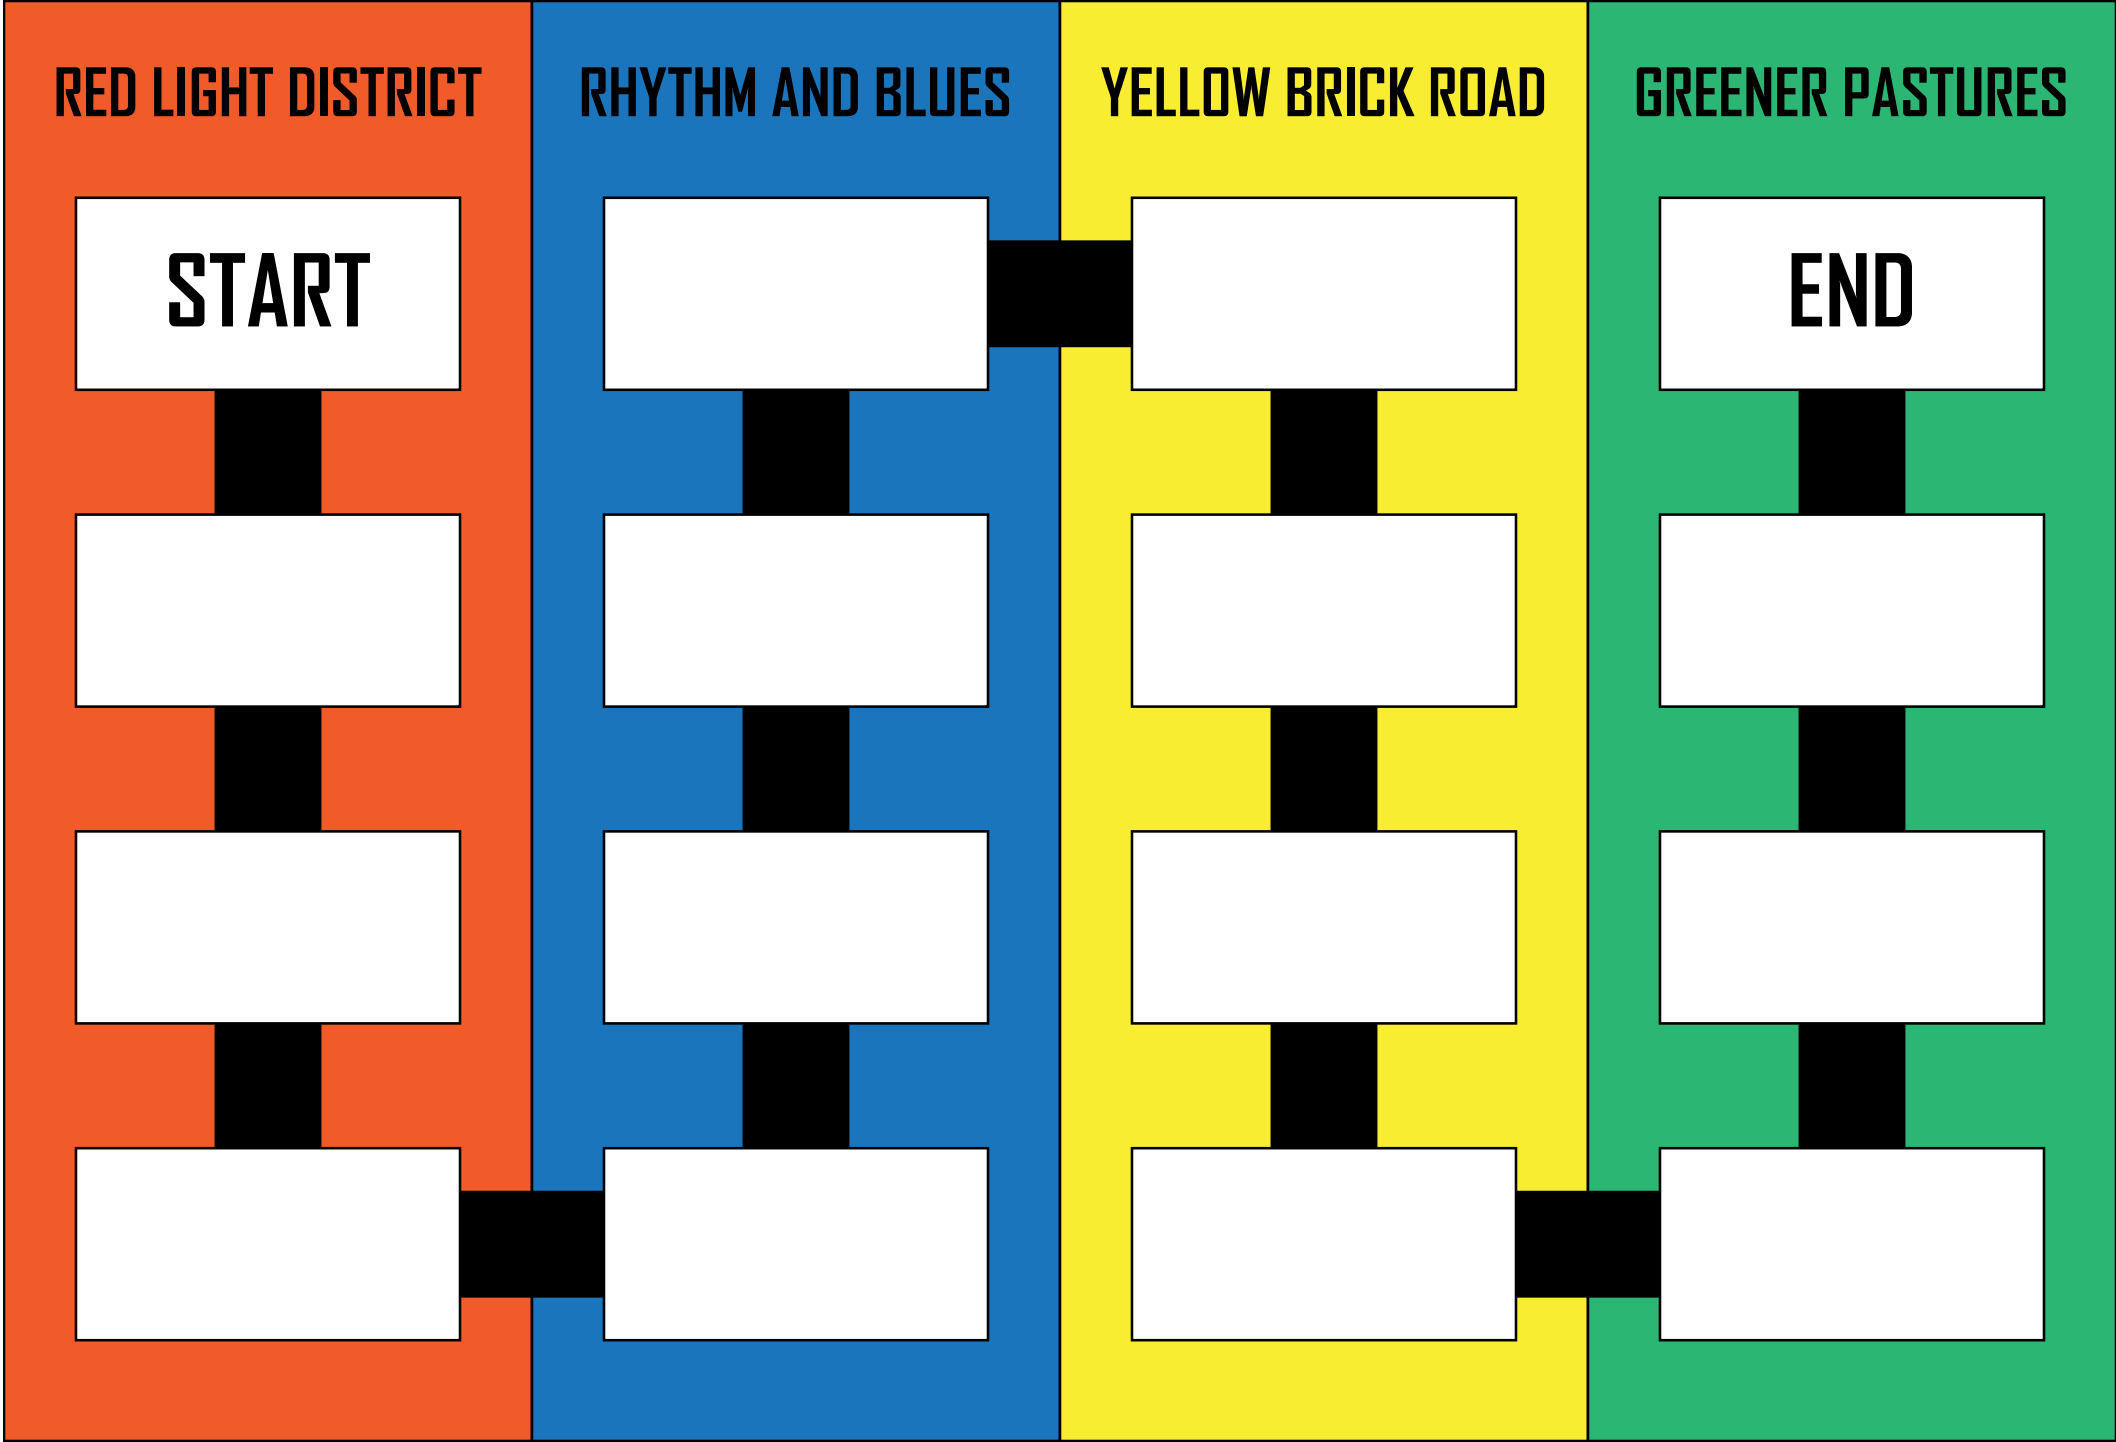 RED LIGHT DISTRICT
RHYTHM AND BLUES
YELLOW BRICK ROAD
GREENER PASTURES
START
END